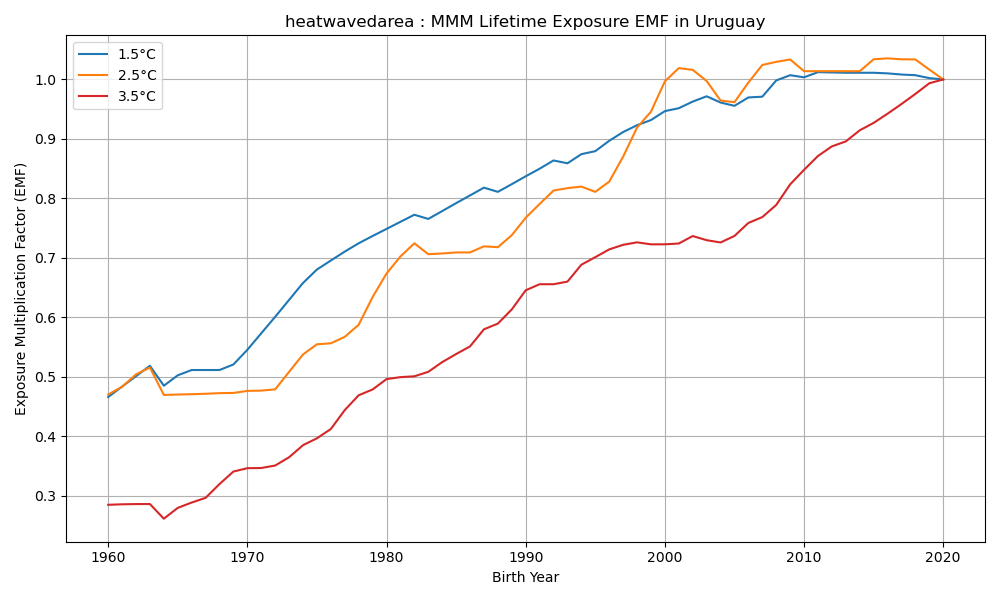 heatwavedarea : MMM Lifetime Exposure EMF in Uruguay
1.5°C
2.5°C
3.5°C
Exposure Multiplication Factor (EMF)
1.0
0.9
0.8
0.7
0.6
0.5
0.4
0.3
1960 1970 1980 1990 2000 2010 2020
Birth Year